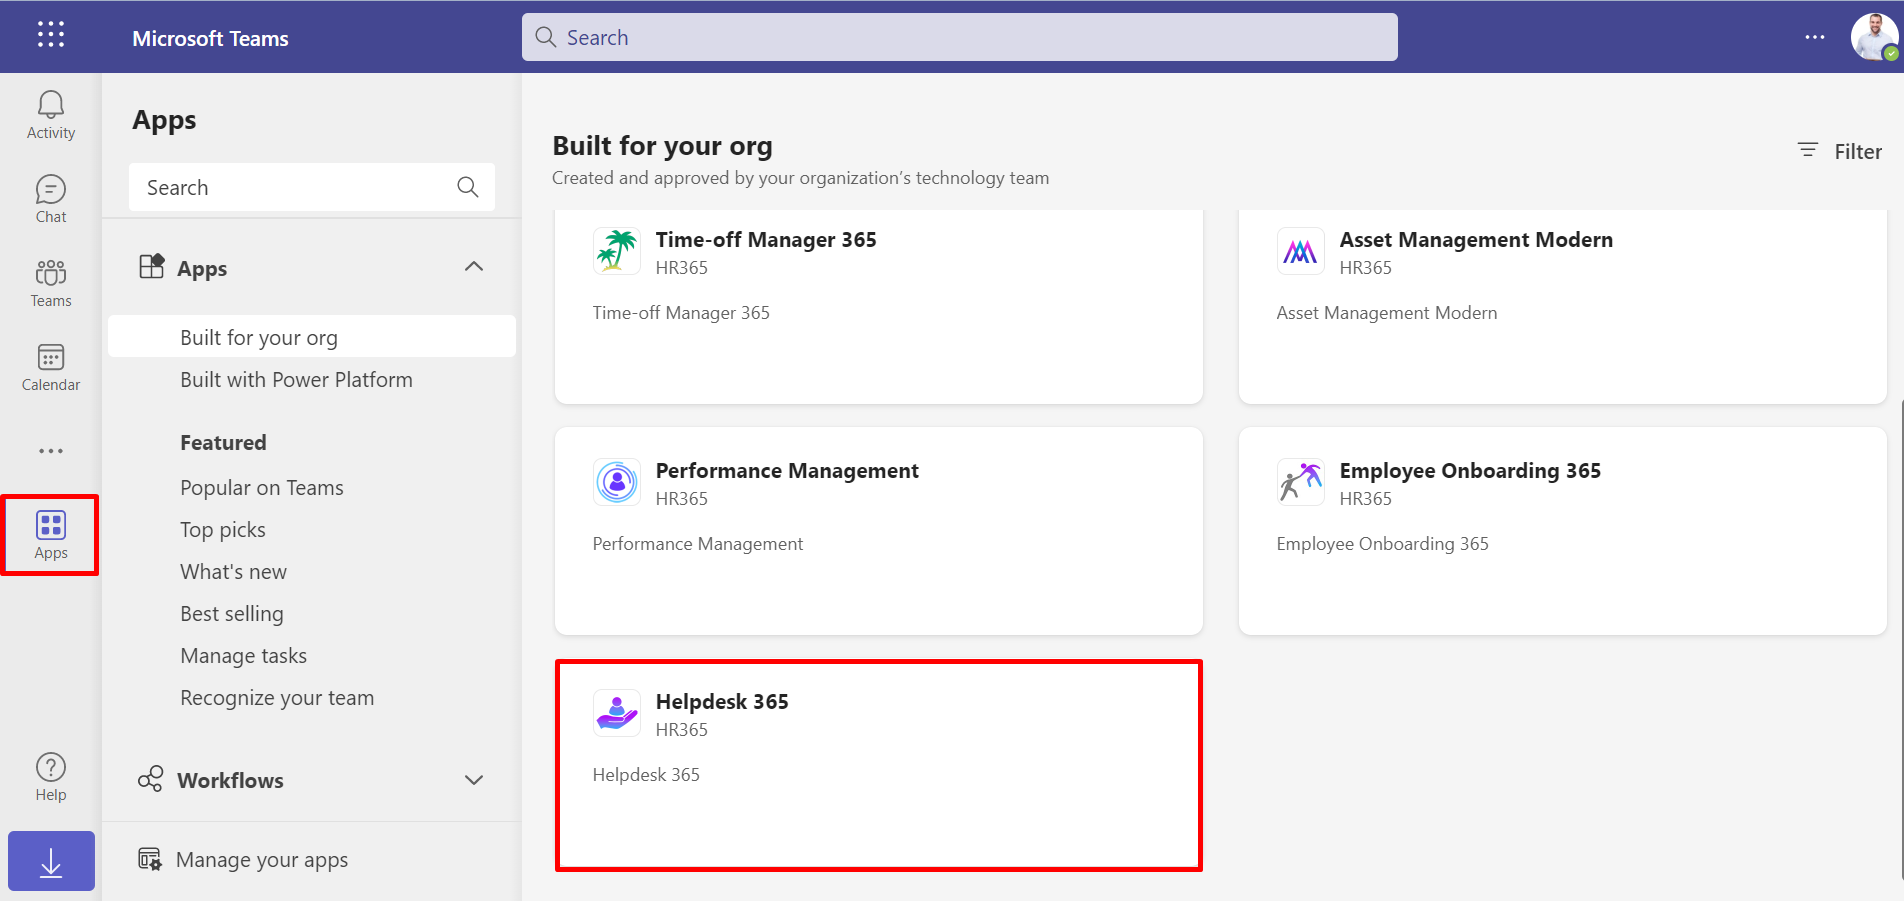 Microsoft Teams
Search
Activity
Chat
Teams
Calendar
Apps
Help
Apps
Search
Apps
Built for your org
Built with Power Platform
Featured
Popular on Teams
Top picks
What's new
Best selling
Manage tasks
Recognize your team
Workflows
Manage your apps
Built for your org
Created and approved by your organization’s technology team
Filter
Time-off Manager 365
HR365
Time-off Manager 365
Asset Management Modern
HR365
Asset Management Modern
Performance Management
HR365
Performance Management
Employee Onboarding 365
HR365
Employee Onboarding 365
Helpdesk 365
HR365
Helpdesk 365